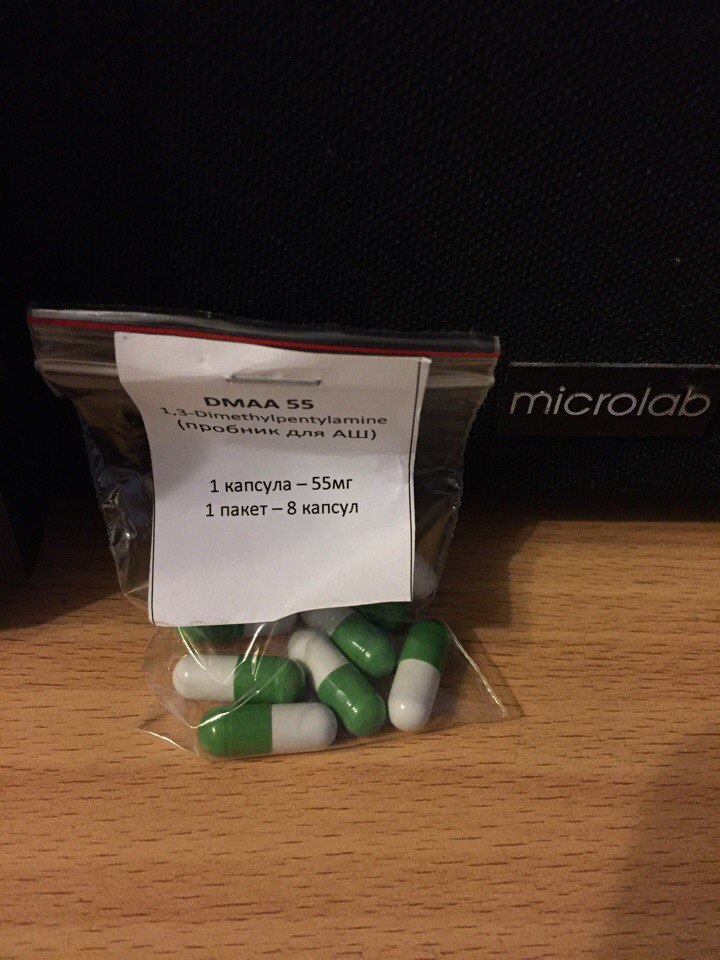 DMAA 55
1,3-Dimethylpentylamine
(пробник для АШ)
1 капсула – 55мг
1 пакет – 8 капсул
microlab